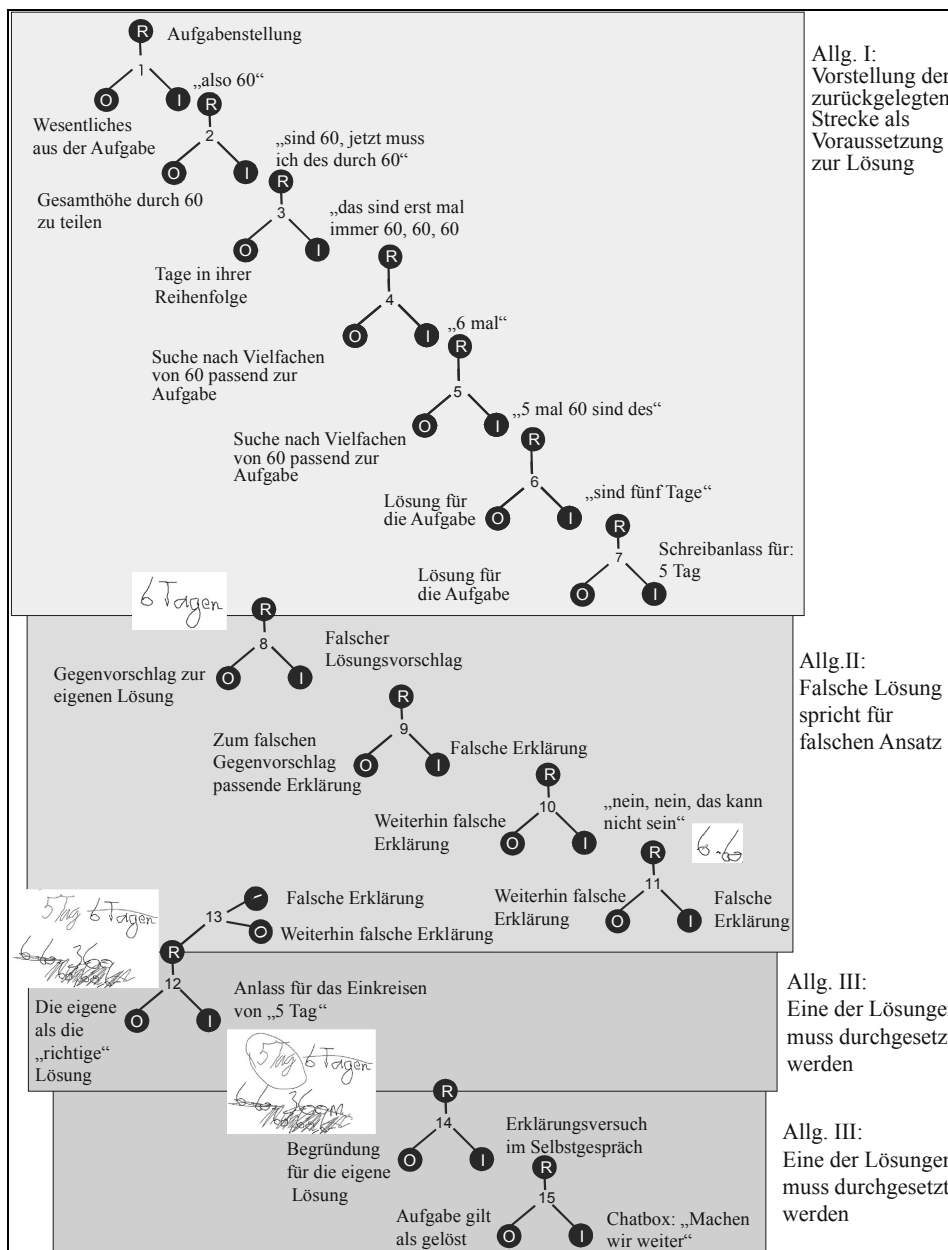 R Aufgabenstellung
1
„also 60“
O I R
Wesentliches
aus der Aufgabe
2
„sind 60, jetzt muss
ich des durch 60“
O I R
Gesamthöhe durch 60
zu teilen
3
„das sind erst mal
immer 60, 60, 60
O I R
Tage in ihrer
Reihenfolge
4
„6 mal“
O I R
Suche nach Vielfachen
von 60 passend zur
Aufgabe
5
„5 mal 60 sind des“
O I R
Suche nach Vielfachen
von 60 passend zur
Aufgabe
6
„sind fünf Tage“
Lösung für
die Aufgabe
O I R
7
Schreibanlass für:
5 Tag
Lösung für
die Aufgabe
O I
Allg. I:
Vorstellung der
zurückgelegten
Strecke als
Voraussetzung
zur Lösung
6 Tagen
R
8
Falscher
Lösungsvorschlag
Gegenvorschlag zur
eigenen Lösung
O I R
9
Zum falschen
Gegenvorschlag
passende Erklärung
Falsche Erklärung
O I R
10
Weiterhin falsche
Erklärung
„nein, nein, das kann
nicht sein“
O I R
6.6
11
Weiterhin falsche
Erklärung
Falsche
Erklärung
O I
Allg.II:
Falsche Lösung
spricht für
falschen Ansatz
5 Tag 6 Tagen
6 60 360
I Falsche Erklärung
13
O Weiterhin falsche Erklärung
R
12
Die eigene
als die
„richtige“
Lösung
O I
Anlass für das Einkreisen
von „5 Tag“
Allg. III:
Eine der Lösungen
muss durchgesetzt
werden
5 Tag 6 Tagen
6 60 360m
R
14
Erklärungsversuch
im Selbstgespräch
Begründung
für die eigene
Lösung
O I R
15
Aufgabe gilt
als gelöst
O I
Chatbox: „Machen
wir weiter“
Allg. III:
Eine der Lösungen
muss durchgesetzt
werden